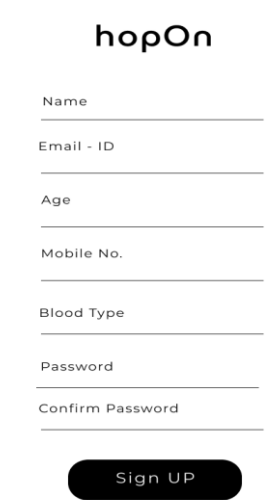 hopOn
Name
Email - ID
Age
Mobile No.
Blood Type
Password
Confirm Password
Sign UP